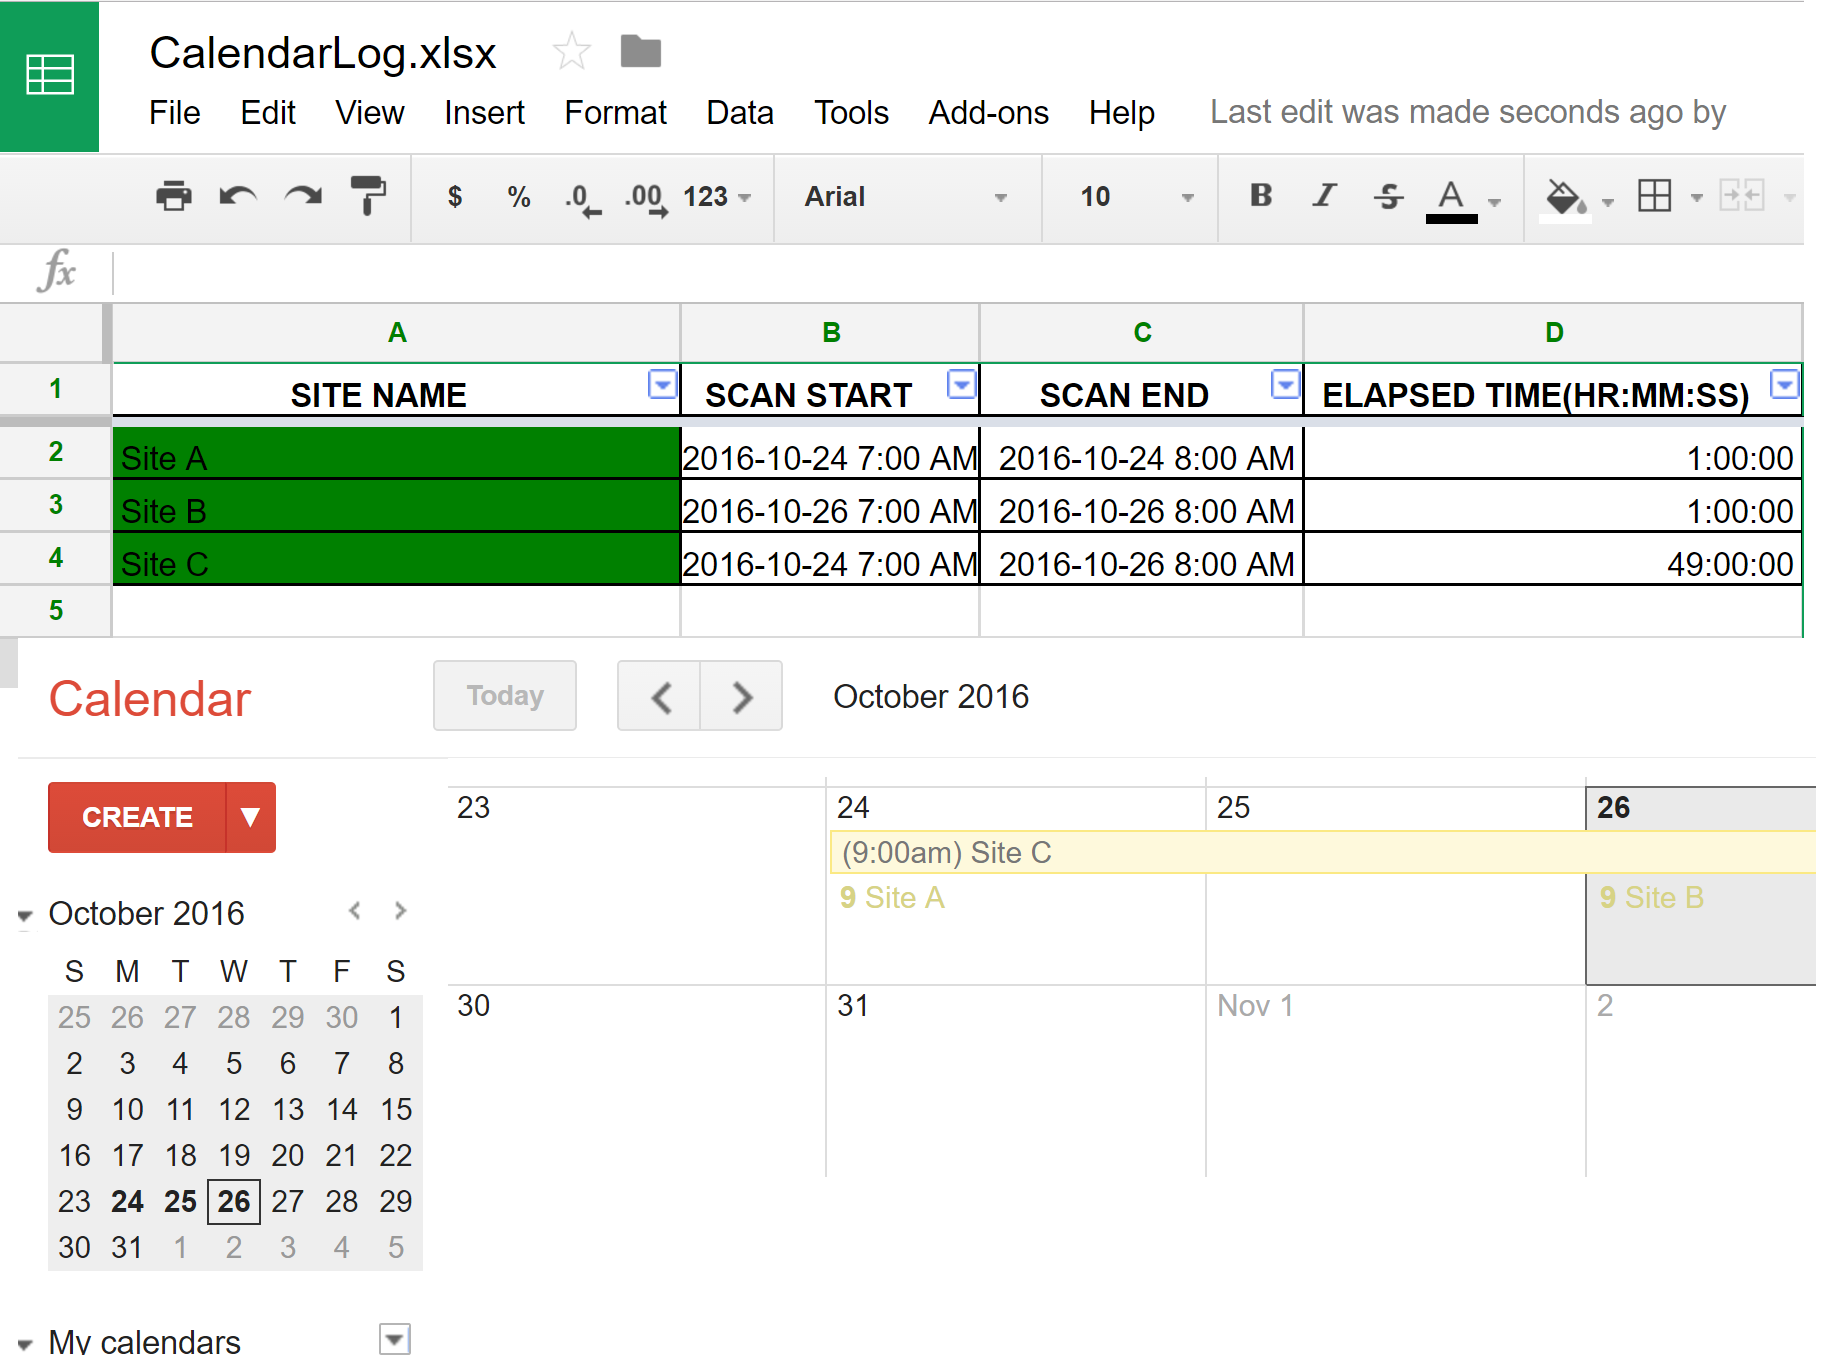 CalendarLog.xlsx
File Edit View Insert Format Data Tools Add-ons Help Last edit was made seconds ago by
$ % .0 .00 123 Arial 10 B I S A
fx
A B C D
1 SITE NAME SCAN START SCAN END ELAPSED TIME(HR:MM:SS)
2 Site A 2016-10-24 7:00 AM 2016-10-24 8:00 AM 1:00:00
3 Site B 2016-10-26 7:00 AM 2016-10-26 8:00 AM 1:00:00
4 Site C 2016-10-24 7:00 AM 2016-10-26 8:00 AM 49:00:00
5
Calendar Today October 2016
CREATE
October 2016
S M T W T F S
25 26 27 28 29 30 1
2 3 4 5 6 7 8
9 10 11 12 13 14 15
16 17 18 19 20 21 22
23 24 25 26 27 28 29
30 31 1 2 3 4 5
My calendars
23 24 25 26
(9:00am) Site C
9 Site A 9 Site B
30 31 Nov 1 2